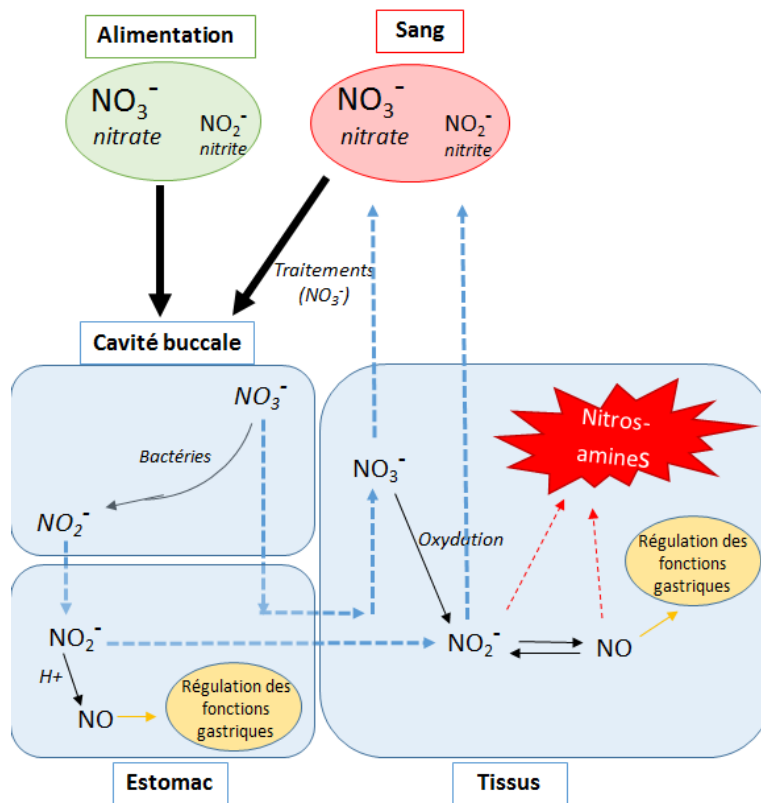 Alimentation
Sang
NO₃⁻
nitrate
NO₂⁻
nitrite
NO₃⁻
nitrate
NO₂⁻
nitrite
Traitements
(NO₃⁻)
Cavité buccale
NO₃⁻
Bactéries
NO₂⁻
Nitros-
amineS
NO₃⁻
Oxydation
Régulation des
fonctions
gastriques
NO₂⁻
NO
NO₂⁻
H+
NO
Régulation des
fonctions
gastriques
Estomac
Tissus